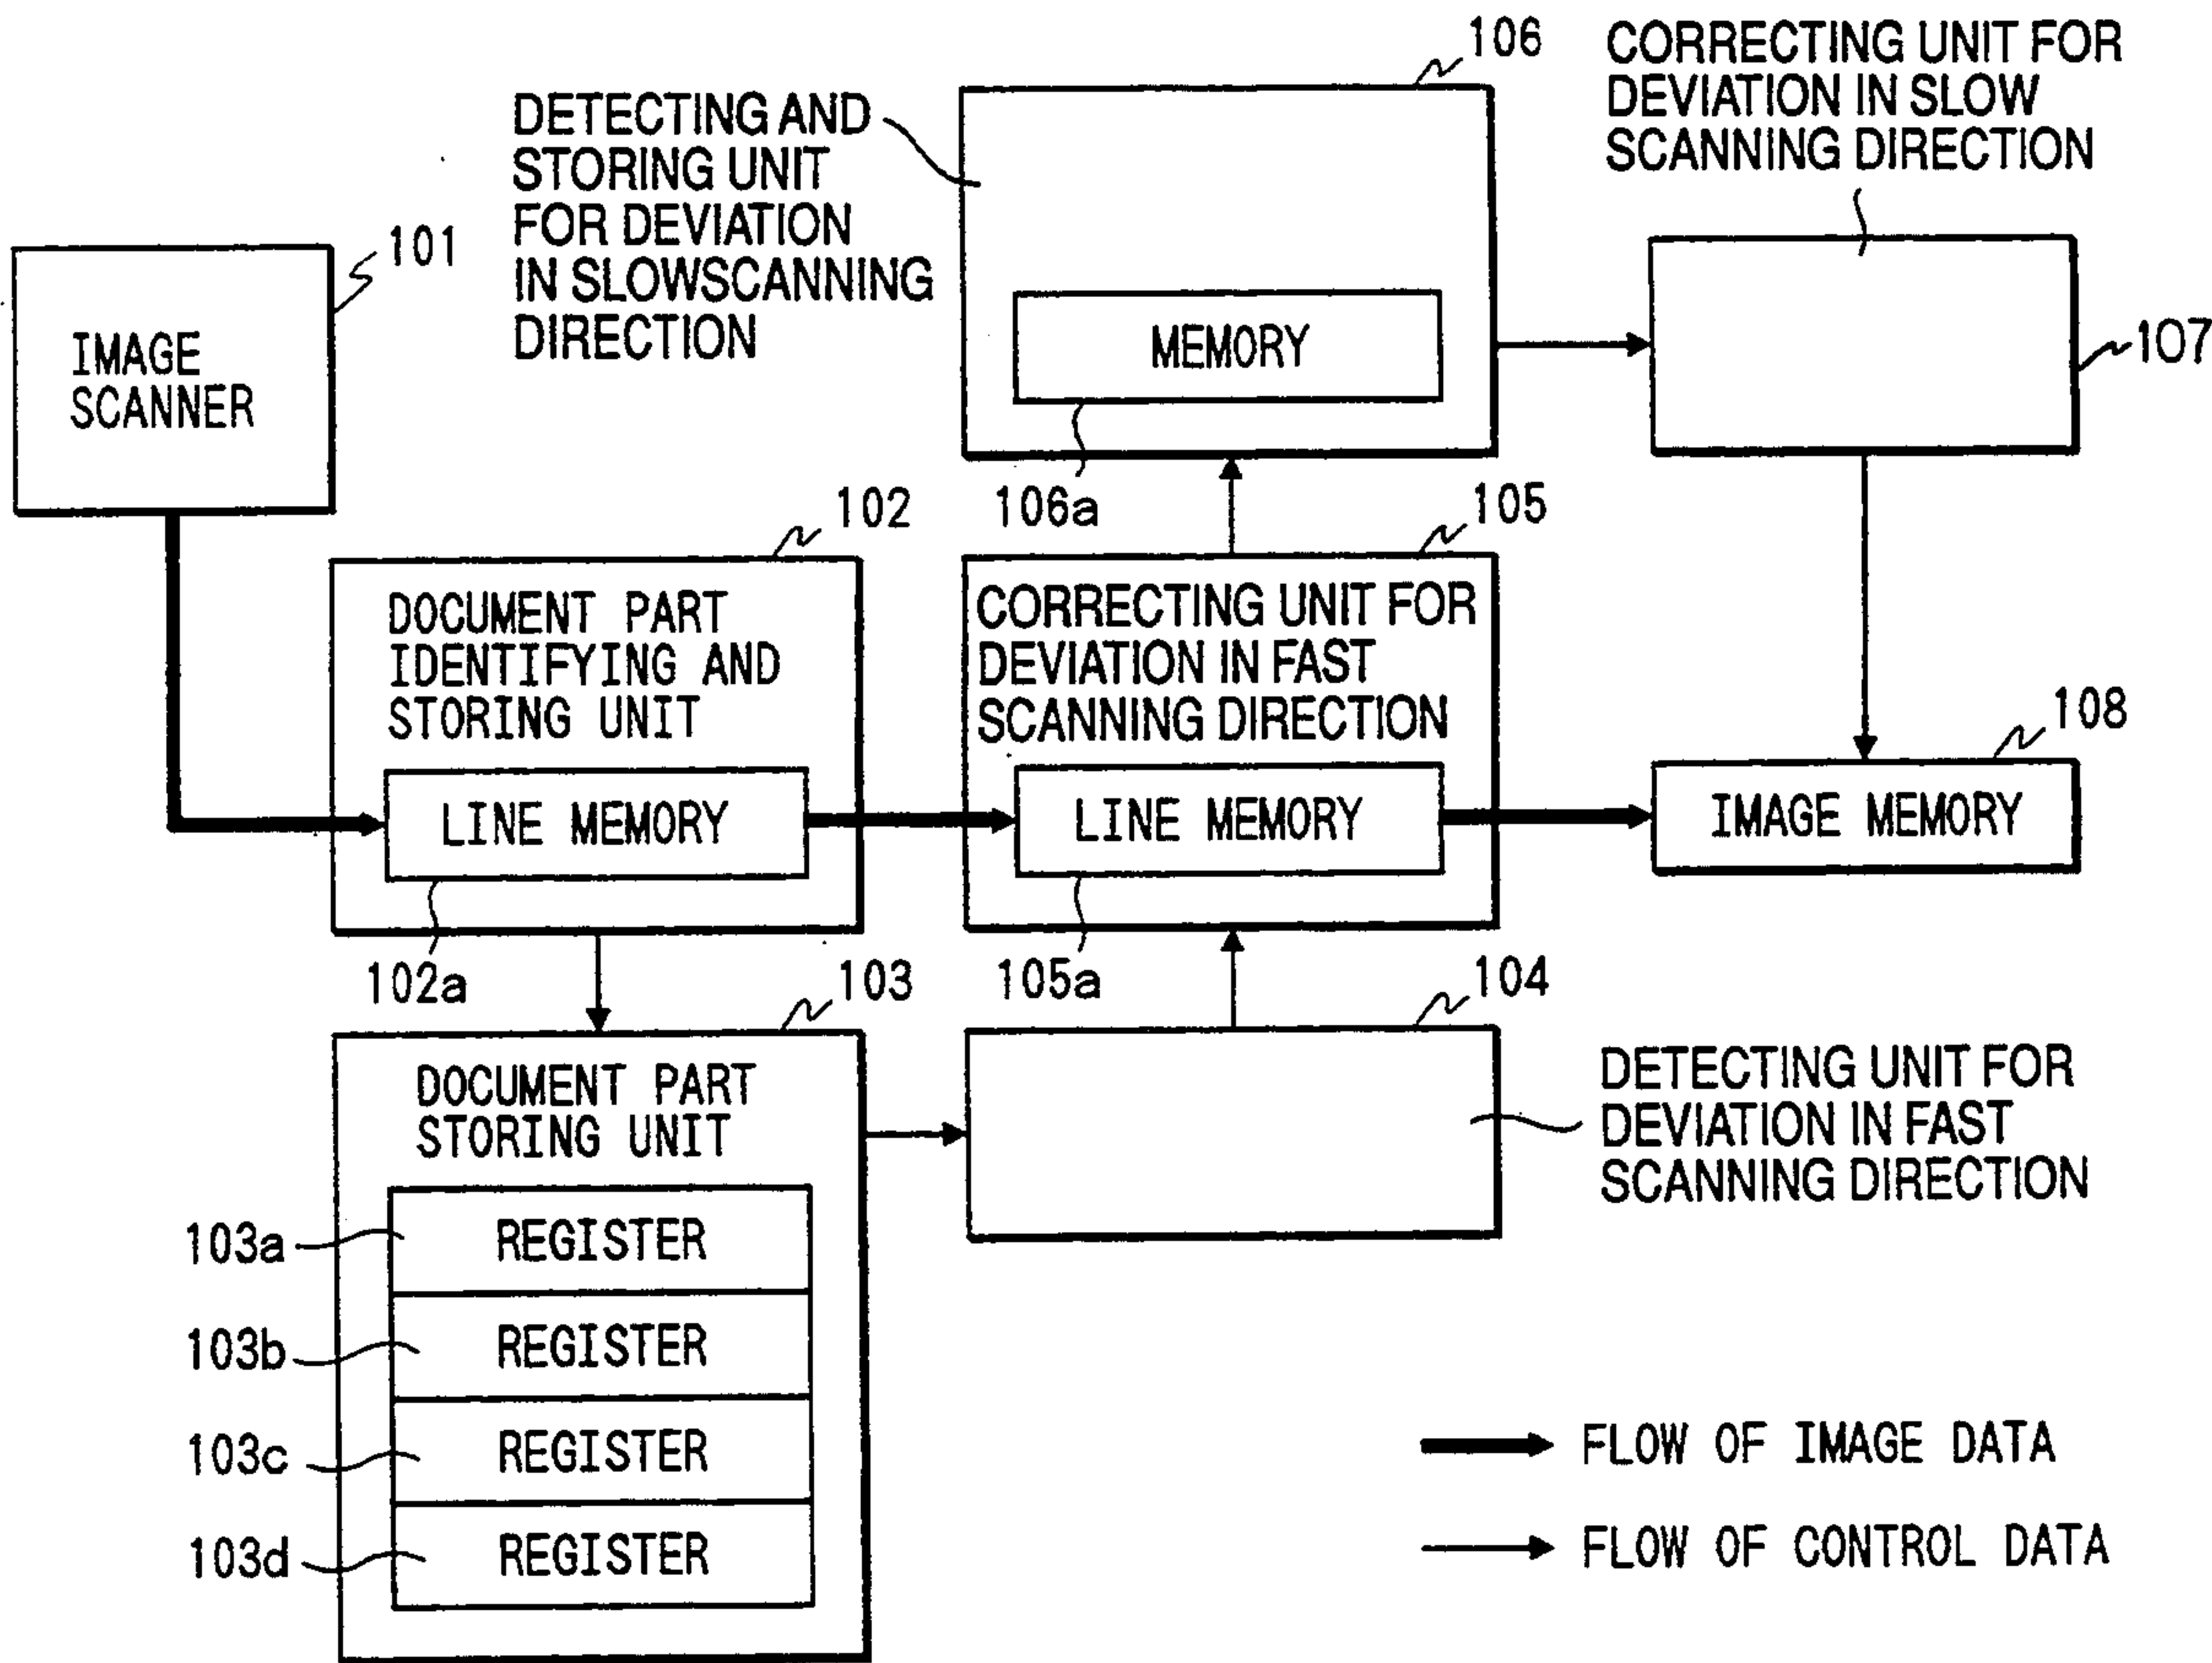 106
CORRECTING UNIT FOR
DEVIATION IN SLOW
SCANNING DIRECTION
DETECTING AND
STORING UNIT
FOR DEVIATION
IN SLOWSCANNING
DIRECTION
101
IMAGE
SCANNER
MEMORY
107
106a
102
105
DOCUMENT PART
IDENTIFYING AND
STORING UNIT
CORRECTING UNIT FOR
DEVIATION IN FAST
SCANNING DIRECTION
108
LINE MEMORY
LINE MEMORY
IMAGE MEMORY
102a
103
105a
104
DOCUMENT PART
STORING UNIT
DETECTING UNIT FOR
DEVIATION IN FAST
SCANNING DIRECTION
103a
REGISTER
103b
REGISTER
103c
REGISTER
103d
REGISTER
FLOW OF IMAGE DATA
FLOW OF CONTROL DATA